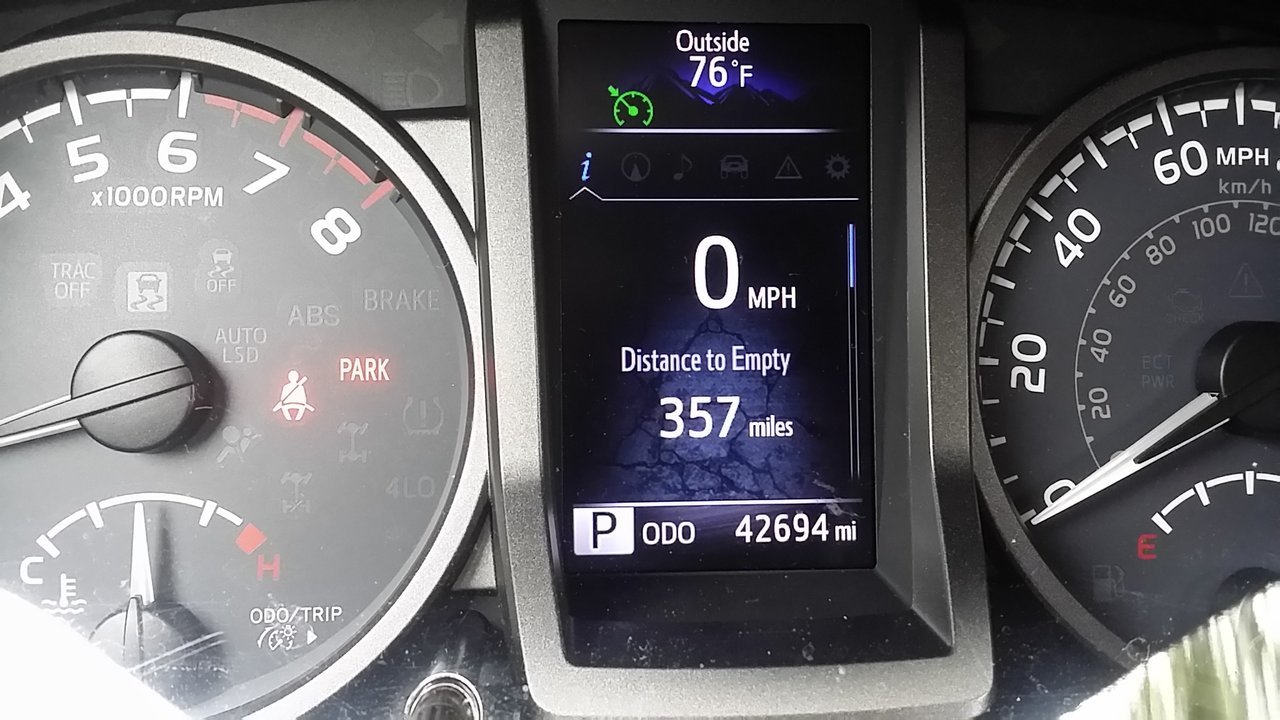 4
5
6
7
8
x1000RPM
TRAC
OFF
OFF
AUTO
LSD
ABS
BRAKE
PARK
4LO
C
H
ODO/TRIP
Outside
76°F
i
0 MPH
Distance to Empty
357 miles
P ODO 42694 mi
60 MPH
km/h
40
20
0
120
100
80
60
40
20
ECT
PWR
E